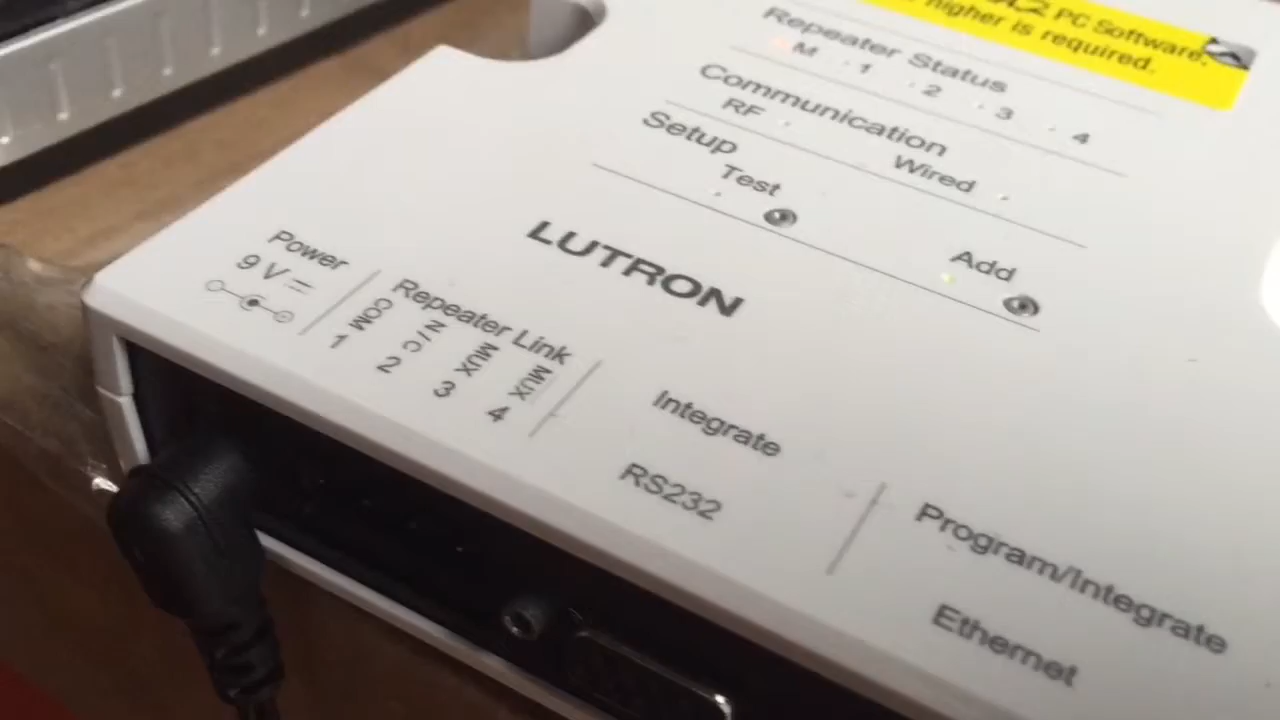 PC Software,
higher is required.
Repeater Status
M 1 2 3 4
Communication
RF Wired
Setup
Test Add
LUTRON
Power
9 V
Repeater Link
COM N/C MUX MUX
1 2 3 4
Integrate
RS232
Program/Integrate
Ethernet